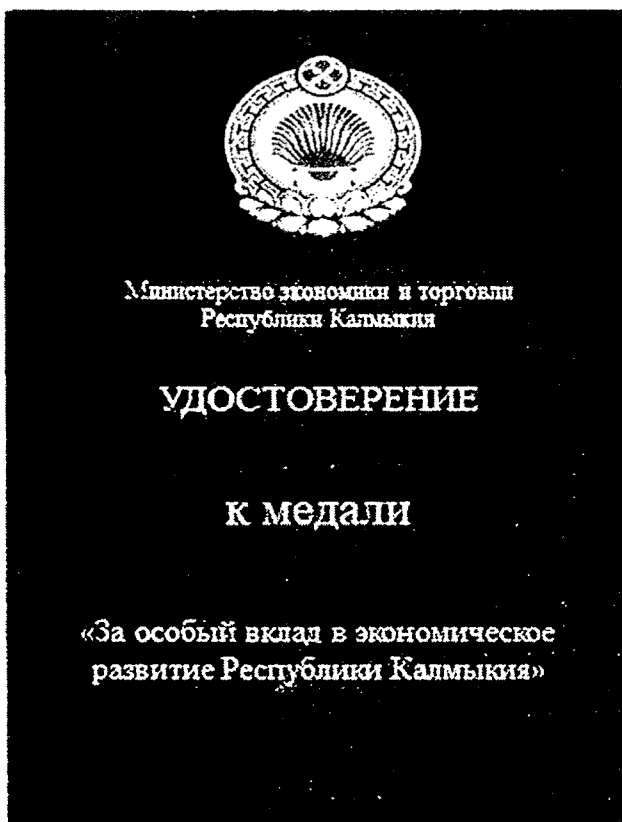 Министерство экономики и торговли
Республики Калмыкия
УДОСТОВЕРЕНИЕ
к медали
«За особый вклад в экономическое
развитие Республики Калмыкия»